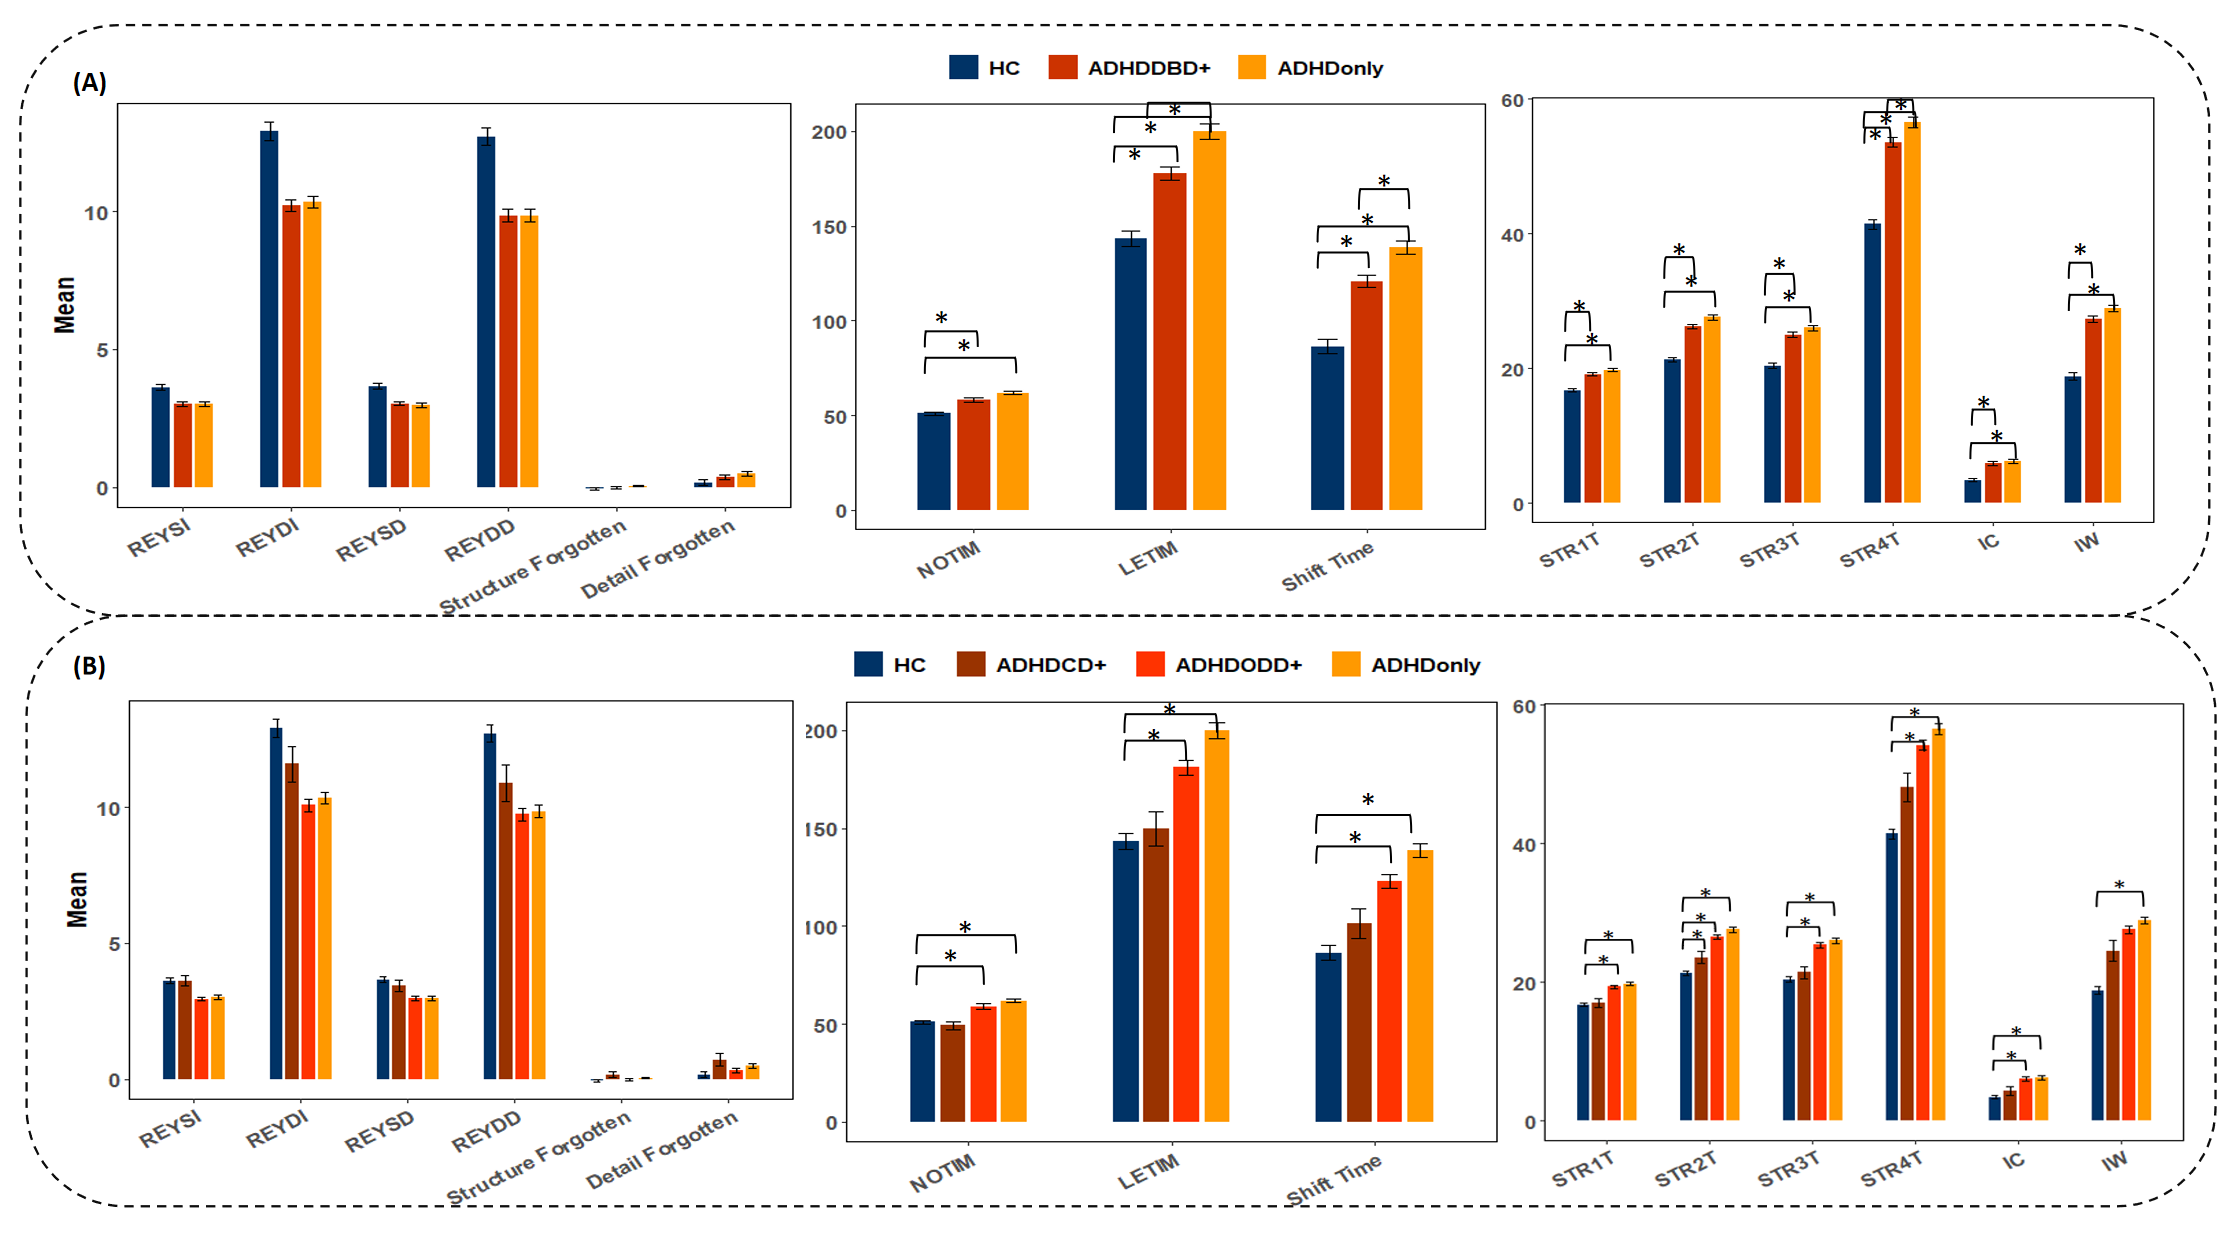 (A)
HC ADHDDBD+ ADHDonly
Mean
10
5
0
REYSI REYDI REYSD REYDD Structure Forgotten Detail Forgotten
200
150
100
50
0
* * *
* * *
* *
NOTIM LETIM Shift Time
60
40
20
0
* * *
* *
* *
* *
* *
* *
STR1T STR2T STR3T STR4T IC IW
(B)
HC ADHDCD+ ADHDODD+ ADHDonly
Mean
10
5
0
REYSI REYDI REYSD REYDD Structure Forgotten Detail Forgotten
200
150
100
50
0
* *
* *
* *
NOTIM LETIM Shift Time
60
40
20
0
* *
* * *
* *
* *
* *
*
STR1T STR2T STR3T STR4T IC IW